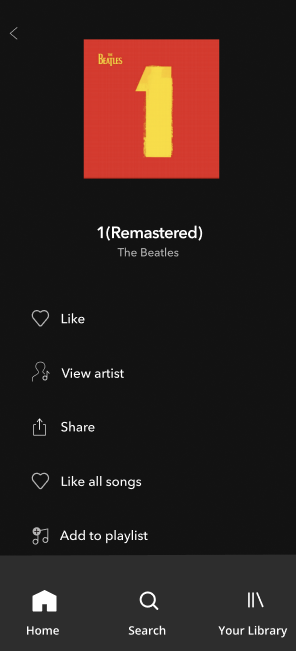 THE
BEATLES
1
1(Remastered)
The Beatles
Like
View artist
Share
Like all songs
Add to playlist
Home
Search
Your Library